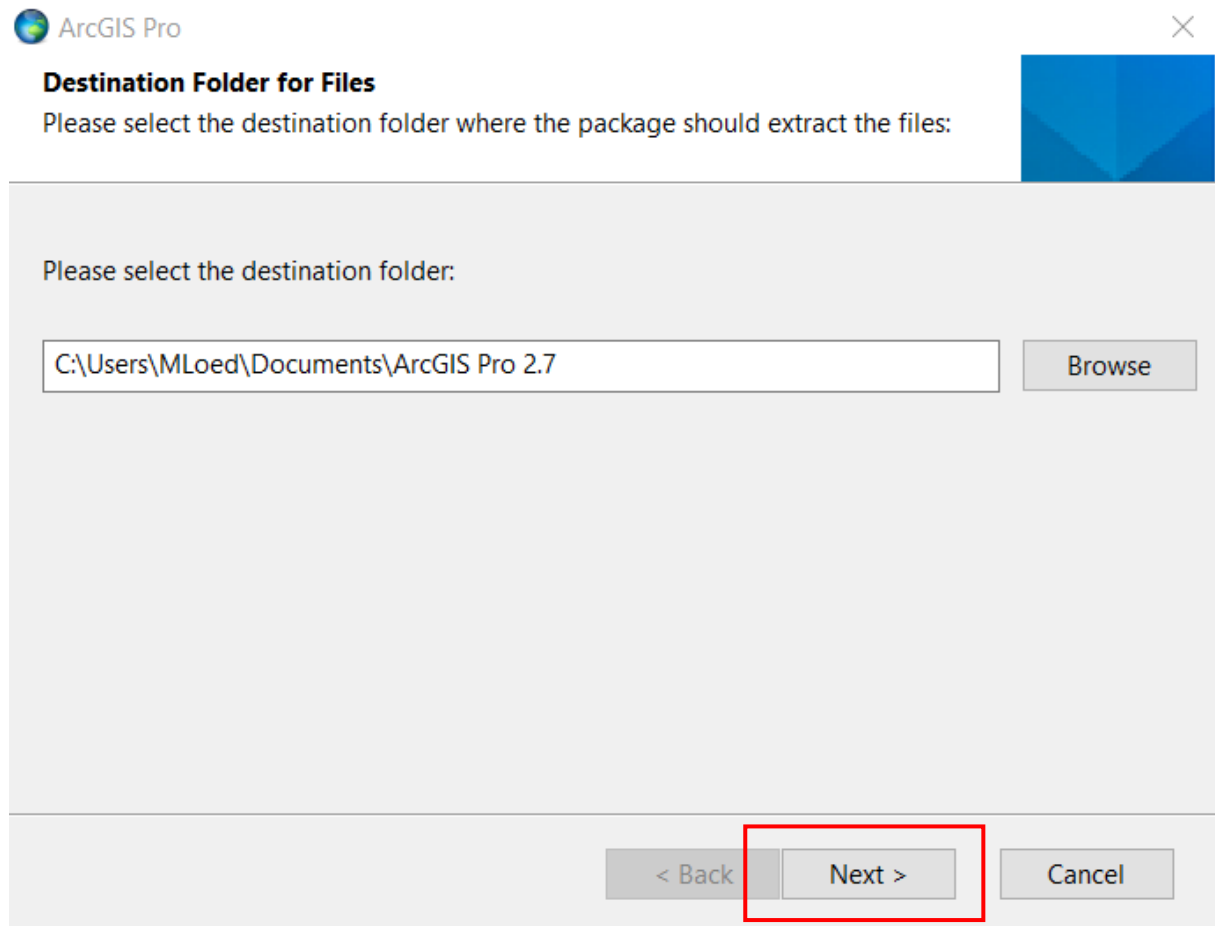 ArcGIS Pro
Destination Folder for Files
Please select the destination folder where the package should extract the files:
Please select the destination folder:
C:\Users\MLoed\Documents\ArcGIS Pro 2.7
Browse
< Back
Next >
Cancel